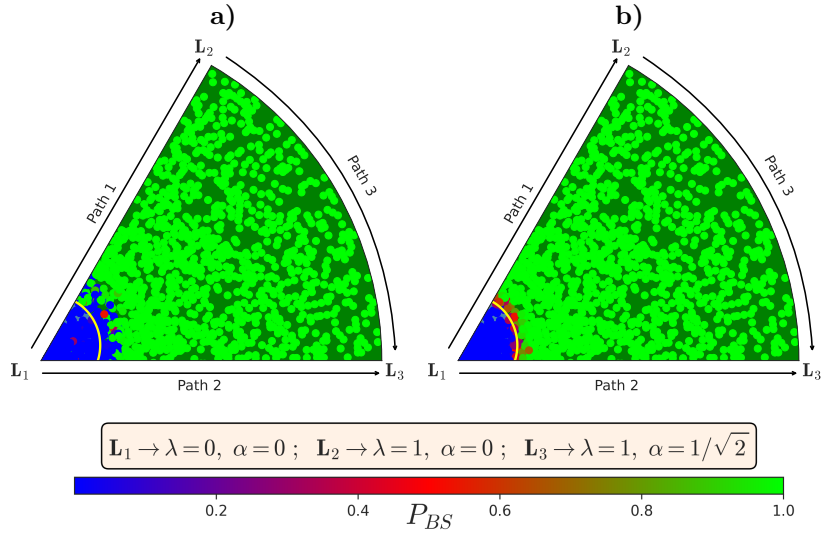 a) b)
L₂ L₂
Path 1 Path 3 Path 1 Path 3
L₁ L₃ L₁ L₃
Path 2 Path 2
L₁ → λ = 0, α = 0 ; L₂ → λ = 1, α = 0 ; L₃ → λ = 1, α = 1/√2
0.2 0.4 0.6 0.8 1.0
P_BS